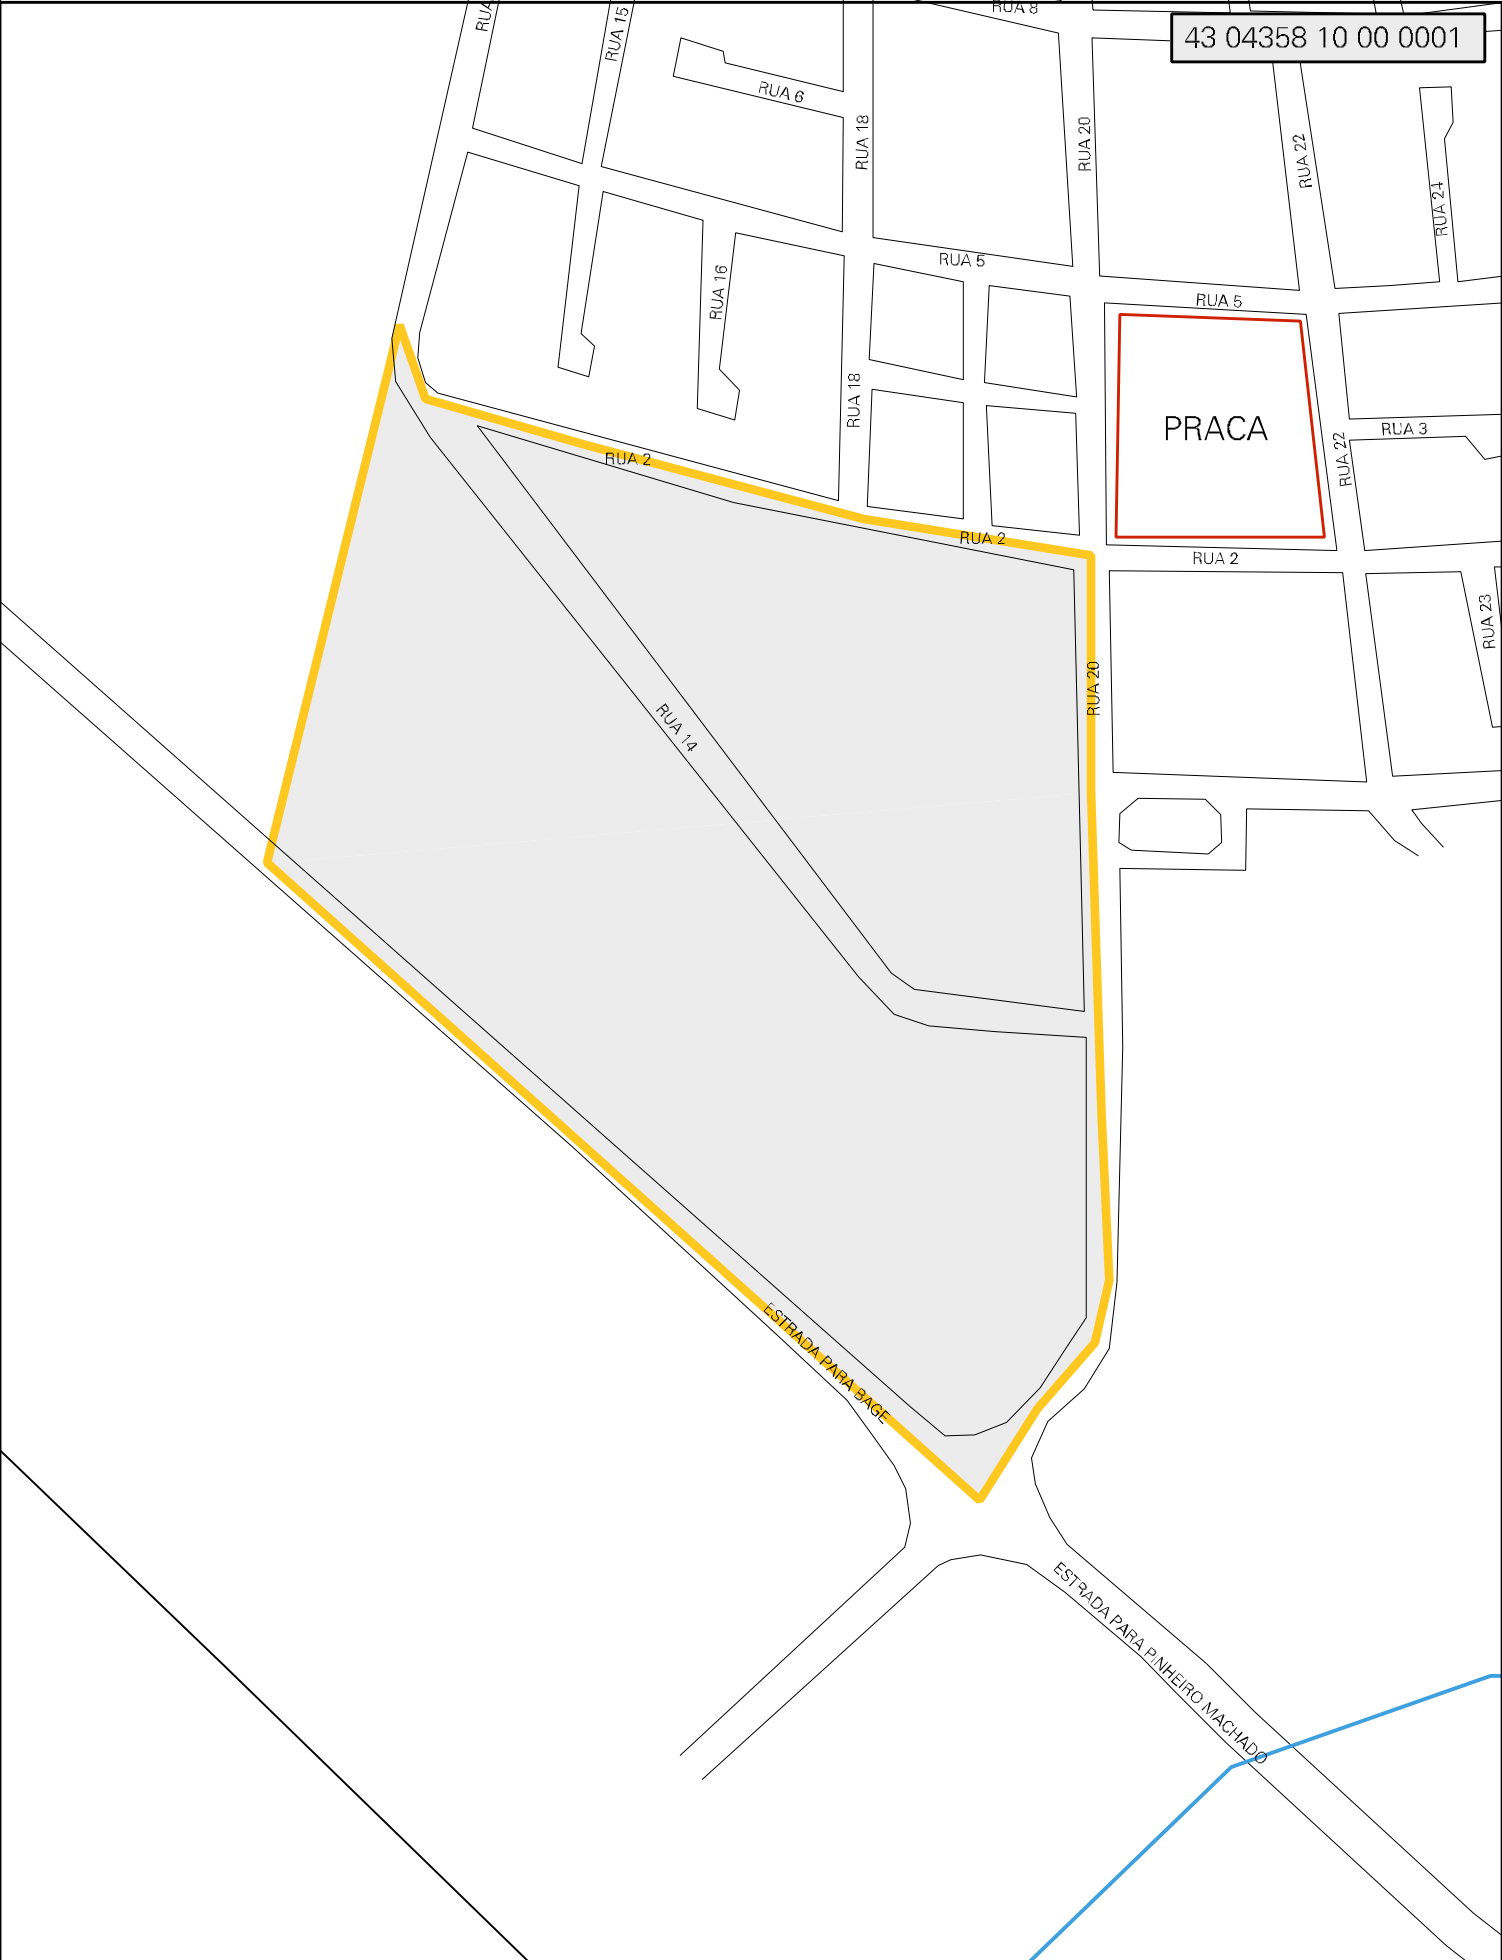 RUA 8
43 04358 10 00 0001
RUA
RUA 15
RUA 6
RUA 18
RUA 20
RUA 22
RUA 24
RUA 5
RUA 16
RUA 5
RUA 18
PRACA
RUA 3
RUA 22
RUA 2
RUA 2
RUA 2
RUA 23
RUA 20
RUA 14
ESTRADA PARA BAGE
ESTRADA PARA PINHEIRO MACHADO